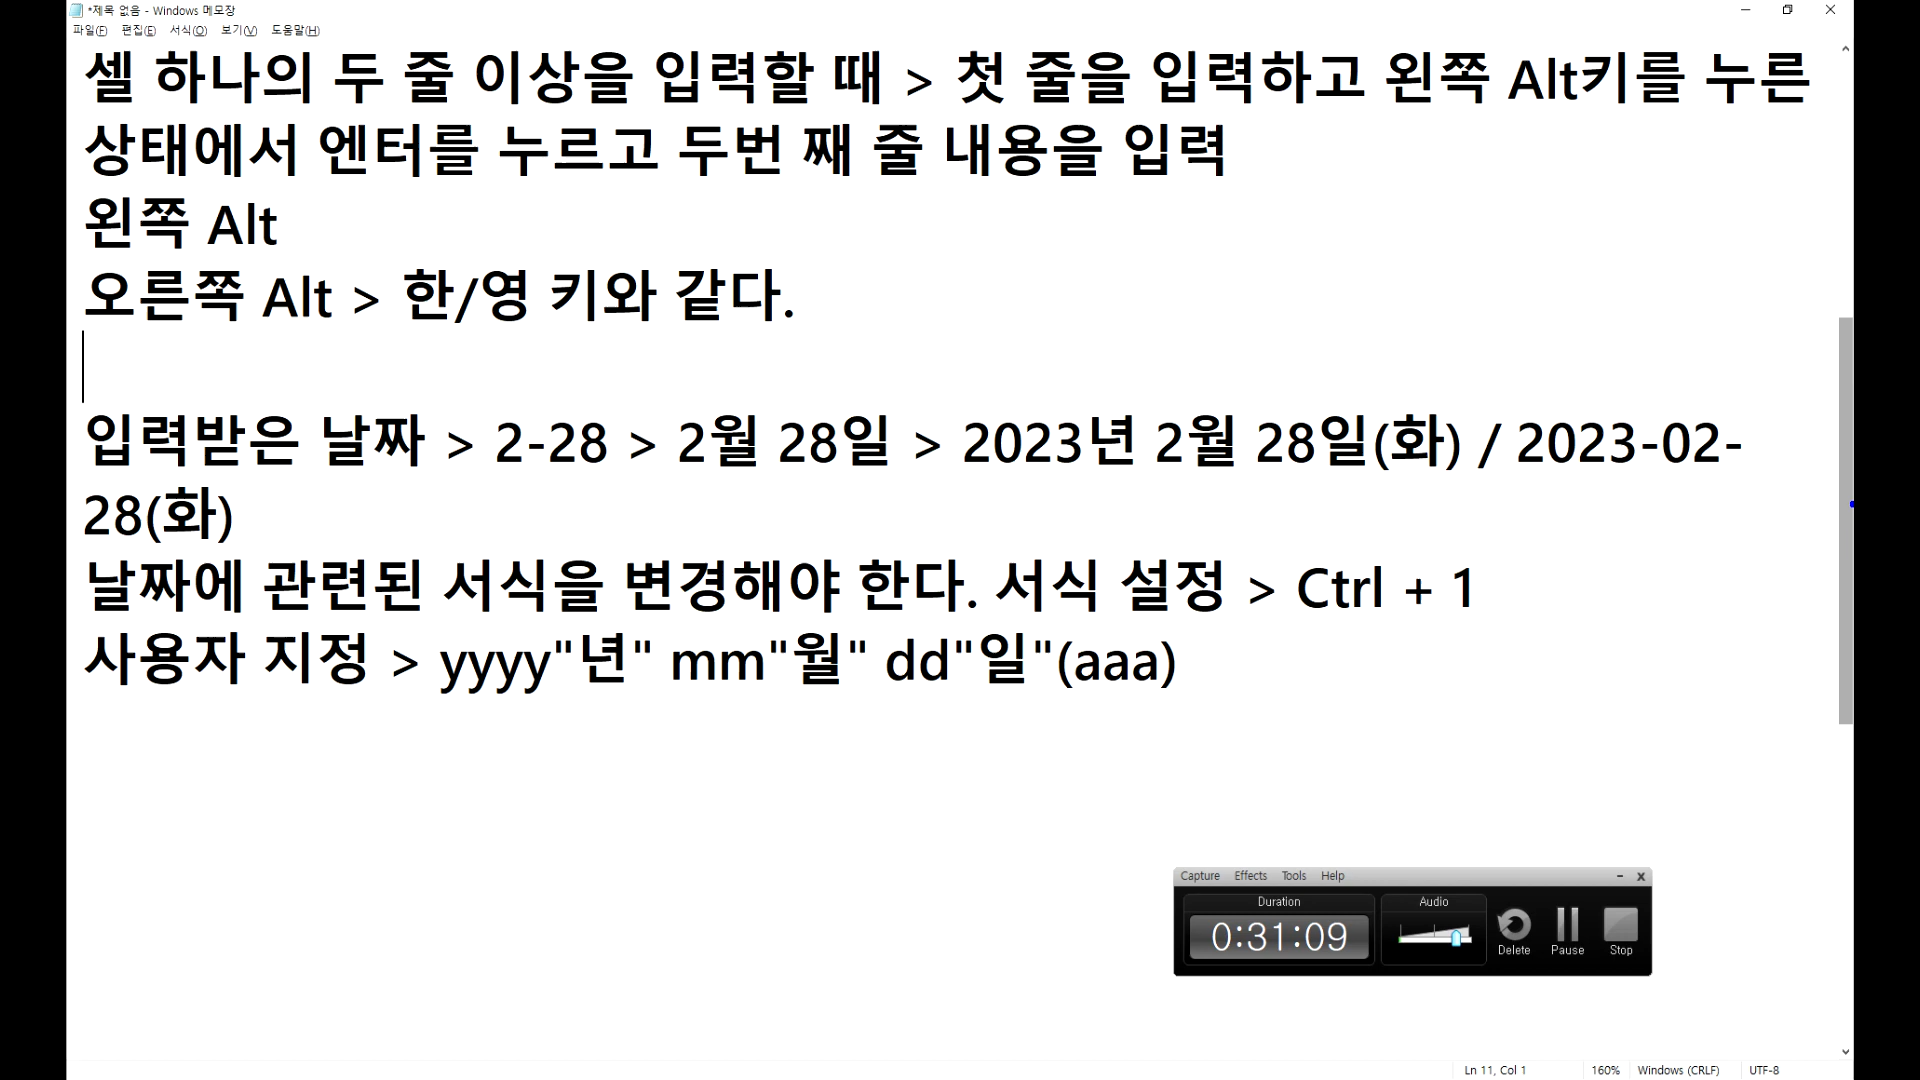 *제목 없음 - Windows 메모장
파일(F) 편집(E) 서식(O) 보기(V) 도움말(H)
셀 하나의 두 줄 이상을 입력할 때 > 첫 줄을 입력하고 왼쪽 Alt키를 누른
상태에서 엔터를 누르고 두번 째 줄 내용을 입력
왼쪽 Alt
오른쪽 Alt > 한/영 키와 같다.
입력받은 날짜 > 2-28 > 2월 28일 > 2023년 2월 28일(화) / 2023-02-
28(화)
날짜에 관련된 서식을 변경해야 한다. 서식 설정 > Ctrl + 1
사용자 지정 > yyyy"년" mm"월" dd"일"(aaa)
Capture Effects Tools Help
Duration Audio
0:31:09
Delete Pause Stop
Ln 11, Col 1 160% Windows (CRLF) UTF-8